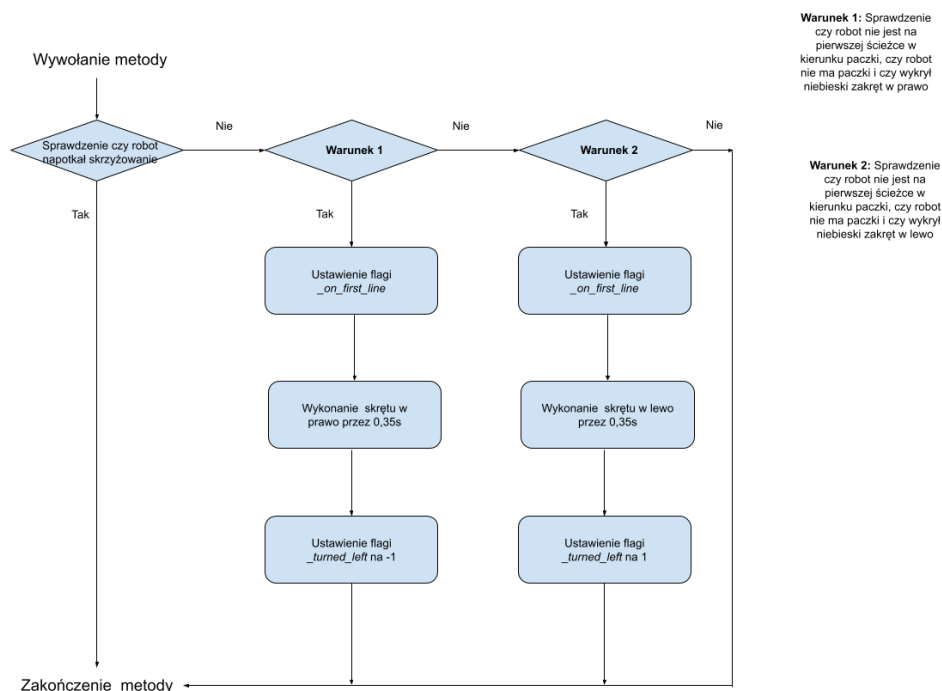 Warunek 1: Sprawdzenie
czy robot nie jest na
pierwszej ścieżce w
kierunku paczki, czy robot
nie ma paczki i czy wykrył
niebieski zakręt w prawo
Wywołanie metody
Nie
Nie
Nie
Sprawdzenie czy robot
napotkał skrzyżowanie
Warunek 1
Warunek 2
Warunek 2: Sprawdzenie
czy robot nie jest na
pierwszej ścieżce w
kierunku paczki, czy robot
nie ma paczki i czy wykrył
niebieski zakręt w lewo
Tak
Tak
Tak
Ustawienie flagi
_on_first_line
Ustawienie flagi
_on_first_line
Wykonanie skrętu w
prawo przez 0,35s
Wykonanie skrętu w lewo
przez 0,35s
Ustawienie flagi
_turned_left na -1
Ustawienie flagi
_turned_left na 1
Zakończenie metody